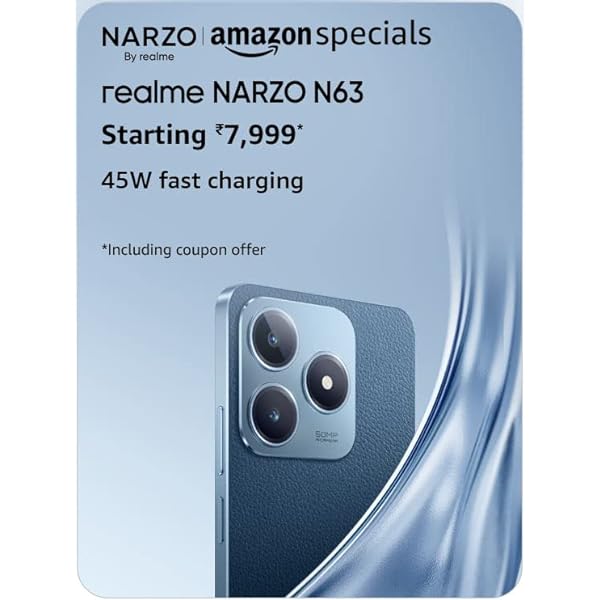 NARZO | amazon specials
By realme
realme NARZO N63
Starting ₹7,999*
45W fast charging
*Including coupon offer
50MP